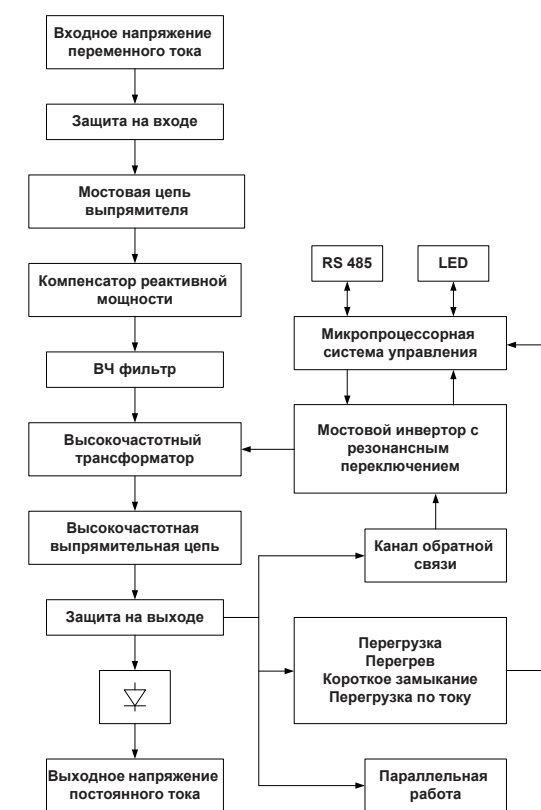 Входное напряжение
переменного тока
Защита на входе
Мостовая цепь
выпрямителя
Компенсатор реактивной
мощности
ВЧ фильтр
Высокочастотный
трансформатор
Высокочастотная
выпрямительная цепь
Защита на выходе
Выходное напряжение
постоянного тока
RS 485
LED
Микропроцессорная
система управления
Мостовой инвертор с
резонансным
переключением
Канал обратной
связи
Перегрузка
Перегрев
Короткое замыкание
Перегрузка по току
Параллельная
работа